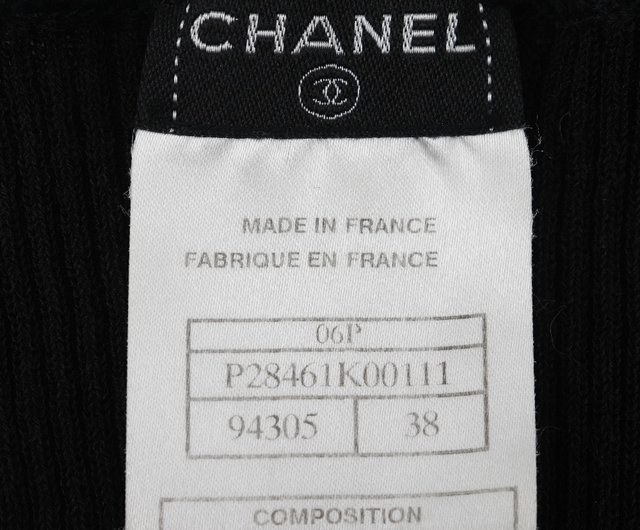 CHANEL
MADE IN FRANCE
FABRIQUE EN FRANCE
06P
P28461K00111
94305 38
COMPOSITION